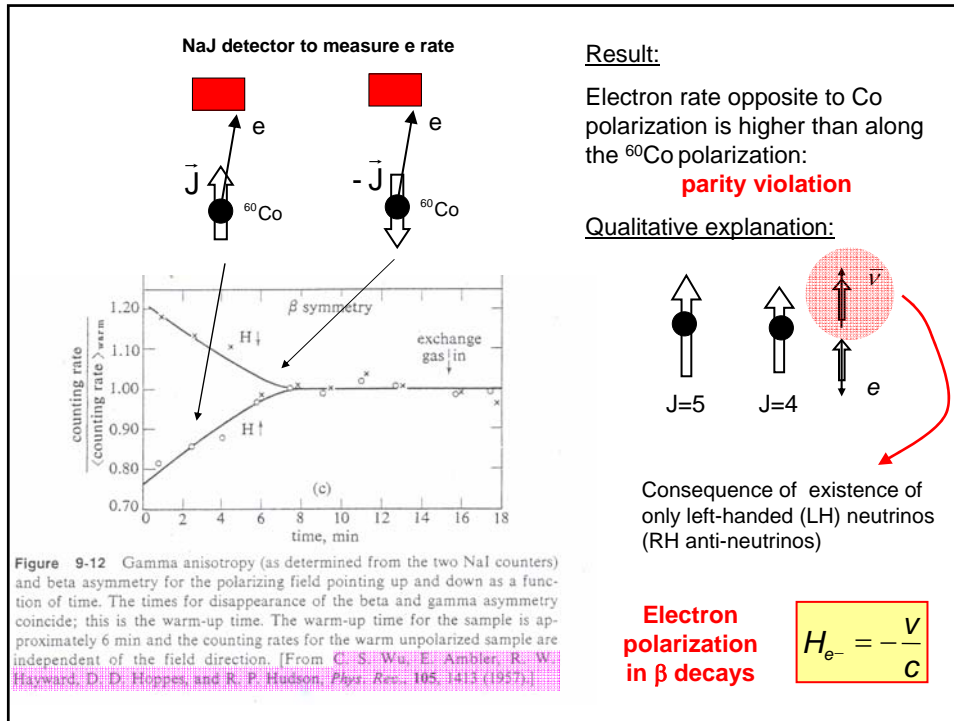 NaJ detector to measure e rate
e
e
J
- J
60Co
60Co
β symmetry
H↓
H↑
exchange
gas in
counting rate
⟨counting rate⟩warm
1.20
1.10
1.00
0.90
0.80
0.70
(c)
0 2 4 6 8 10 12 14 16 18
time, min
Figure 9-12 Gamma anisotropy (as determined from the two NaI counters)
and beta asymmetry for the polarizing field pointing up and down as a func-
tion of time. The times for disappearance of the beta and gamma asymmetry
coincide; this is the warm-up time. The warm-up time for the sample is ap-
proximately 6 min and the counting rates for the warm unpolarized sample are
independent of the field direction. [From C. S. Wu, E. Ambler, R. W.
Hayward, D. D. Hoppes, and R. P. Hudson, Phys. Rev., 105, 1413 (1957).]
Result:
Electron rate opposite to Co
polarization is higher than along
the 60Co polarization:
parity violation
Qualitative explanation:
ν̄
e
J=5 J=4
Consequence of existence of
only left-handed (LH) neutrinos
(RH anti-neutrinos)
Electron
polarization
in β decays
He- = - v/c